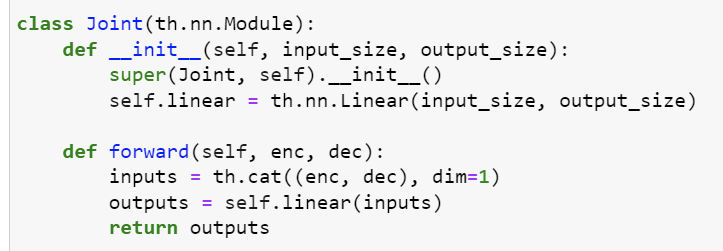 class Joint(th.nn.Module):
    def __init__(self, input_size, output_size):
        super(Joint, self).__init__()
        self.linear = th.nn.Linear(input_size, output_size)

    def forward(self, enc, dec):
        inputs = th.cat((enc, dec), dim=1)
        outputs = self.linear(inputs)
        return outputs